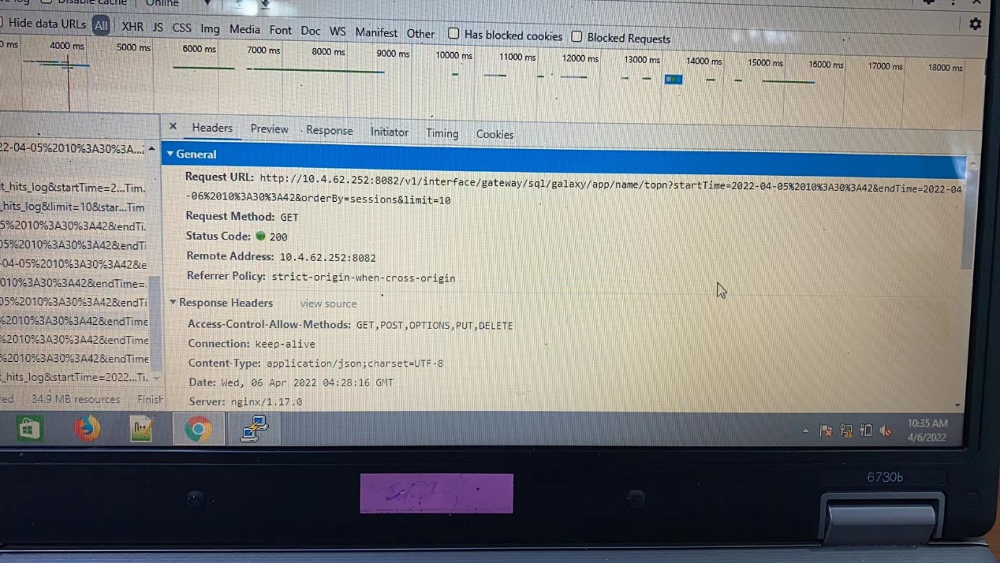 Online
Hide data URLs All XHR JS CSS Img Media Font Doc WS Manifest Other Has blocked cookies Blocked Requests
4000 ms 5000 ms 6000 ms 7000 ms 8000 ms 9000 ms 10000 ms 11000 ms 12000 ms 13000 ms 14000 ms 15000 ms 16000 ms 17000 ms 18000 ms
× Headers Preview Response Initiator Timing Cookies
22-04-05%2010%3A30%3A...:
t_hits_log&startTime=2...Tim.
_hits_log&limit=10&star...Tim
5%2010%3A30%3A42&endTi.
05%2010%3A30%3A42&endTi
-04-05%2010%3A30%3A42&e
010%3A30%3A42&endTime=.
05%2010%3A30%3A42&endTi
%2010%3A30%3A42&endTime
%2010%3A30%3A42&endTime
%2010%3A30%3A42&endTime
t_hits_log&startTime=2022...Ti.
34.9 MB resources Finish
General
Request URL: http://10.4.62.252:8082/v1/interface/gateway/sql/galaxy/app/name/topn?startTime=2022-04-05%2010%3A30%3A42&endTime=2022-04
-06%2010%3A30%3A42&orderBy=sessions&limit=10
Request Method: GET
Status Code: 200
Remote Address: 10.4.62.252:8082
Referrer Policy: strict-origin-when-cross-origin
Response Headers view source
Access-Control-Allow-Methods: GET,POST,OPTIONS,PUT,DELETE
Connection: keep-alive
Content-Type: application/json;charset=UTF-8
Date: Wed, 06 Apr 2022 04:28:16 GMT
Server: nginx/1.17.0
10:35 AM
4/6/2022
6730b